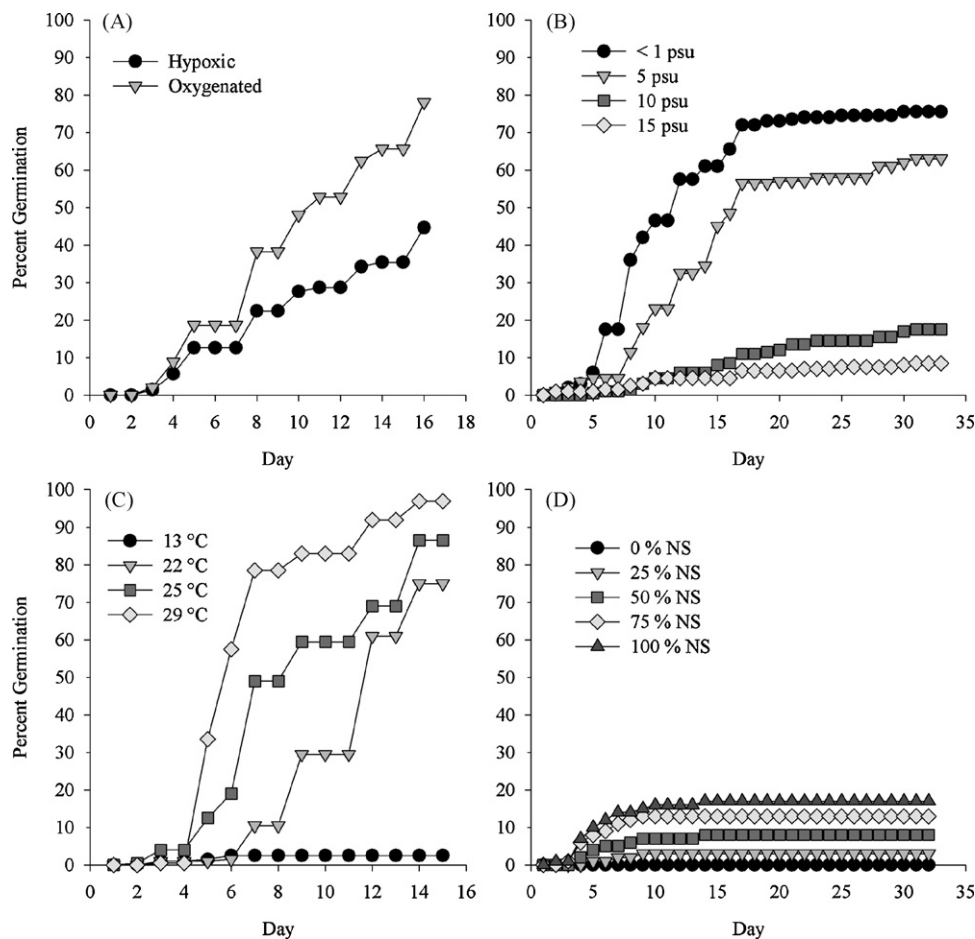 (A)
100
90
80
70
60
50
40
30
20
10
0
Percent Germination
Hypoxic
Oxygenated
0 2 4 6 8 10 12 14 16 18
Day
(B)
100
90
80
70
60
50
40
30
20
10
0
< 1 psu
5 psu
10 psu
15 psu
0 5 10 15 20 25 30 35
Day
(C)
100
90
80
70
60
50
40
30
20
10
0
Percent Germination
13 °C
22 °C
25 °C
29 °C
0 2 4 6 8 10 12 14 16
Day
(D)
100
90
80
70
60
50
40
30
20
10
0
0 % NS
25 % NS
50 % NS
75 % NS
100 % NS
0 5 10 15 20 25 30 35
Day